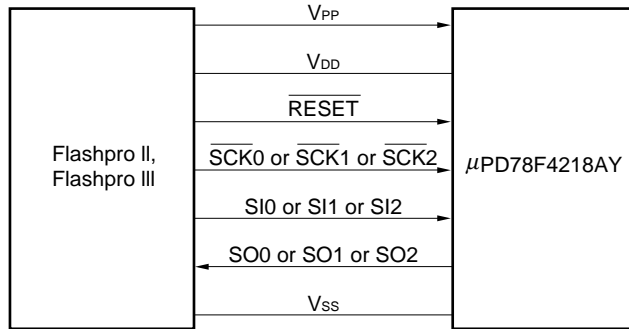 VPP
VDD
RESET
SCK0 or SCK1 or SCK2
Flashpro II,
Flashpro III
μPD78F4218AY
SI0 or SI1 or SI2
SO0 or SO1 or SO2
VSS